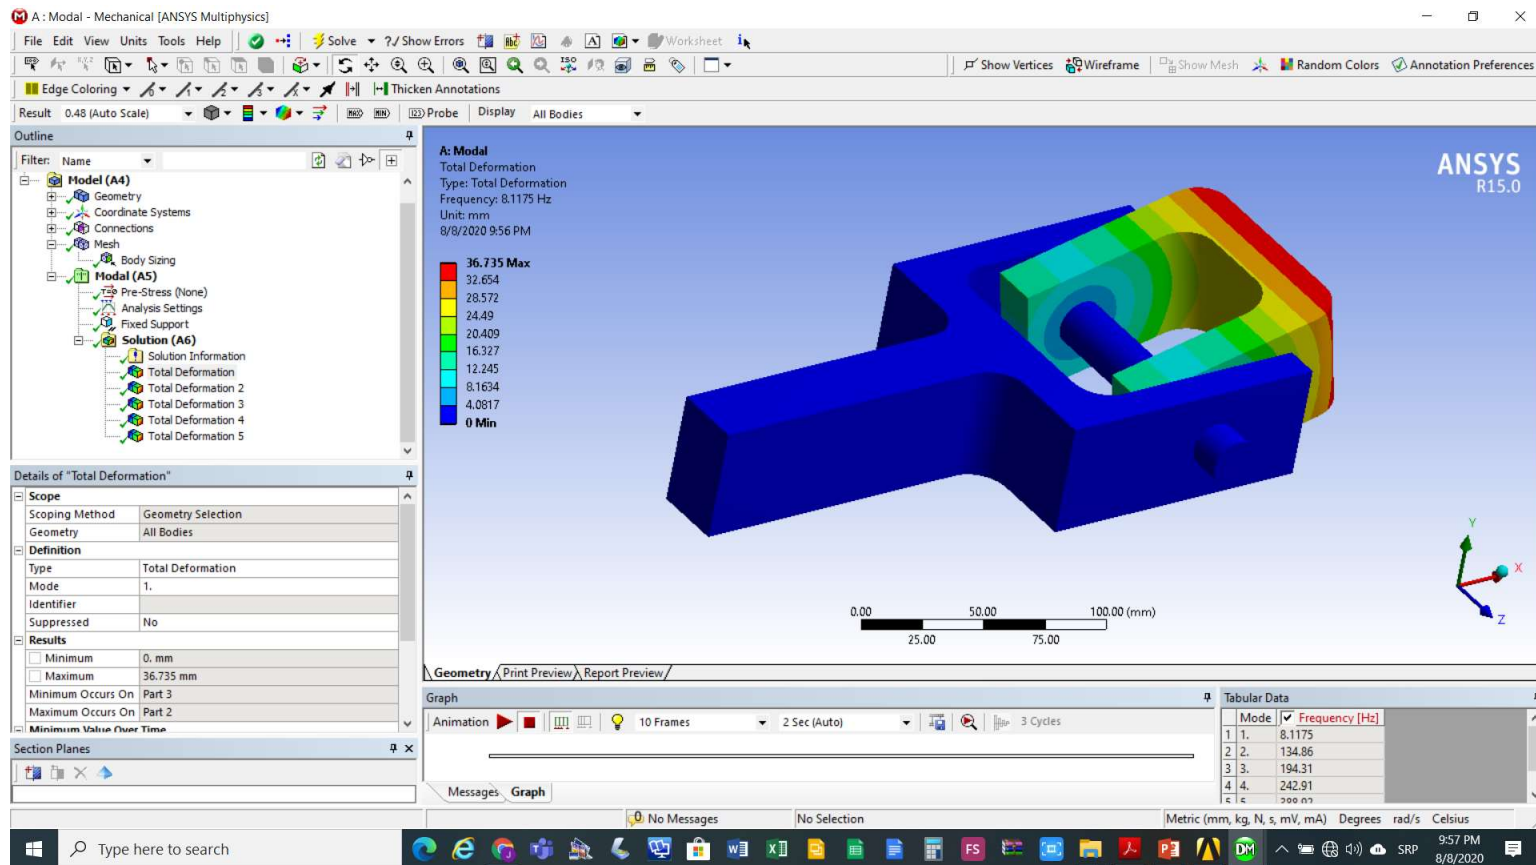 A : Modal - Mechanical [ANSYS Multiphysics]
File Edit View Units Tools Help Solve ?/ Show Errors Worksheet
Show Vertices Wireframe Show Mesh Random Colors Annotation Preferences
Edge Coloring Thicken Annotations
Result 0.48 (Auto Scale) MAX MIN Probe Display All Bodies
Outline
Filter: Name
Model (A4)
Geometry
Coordinate Systems
Connections
Mesh
Body Sizing
Modal (A5)
Pre-Stress (None)
Analysis Settings
Fixed Support
Solution (A6)
Solution Information
Total Deformation
Total Deformation 2
Total Deformation 3
Total Deformation 4
Total Deformation 5
Details of "Total Deformation"
Scope
Scoping Method Geometry Selection
Geometry All Bodies
Definition
Type Total Deformation
Mode 1.
Identifier
Suppressed No
Results
Minimum 0. mm
Maximum 36.735 mm
Minimum Occurs On Part 3
Maximum Occurs On Part 2
Minimum Value Over Time
Section Planes
A: Modal
Total Deformation
Type: Total Deformation
Frequency: 8.1175 Hz
Unit: mm
8/8/2020 9:56 PM
36.735 Max
32.654
28.572
24.49
20.409
16.327
12.245
8.1634
4.0817
0 Min
ANSYS
R15.0
Y
X
Z
0.00 50.00 100.00 (mm)
25.00 75.00
Geometry Print Preview Report Preview
Graph
Animation 10 Frames 2 Sec (Auto) 3 Cycles
Messages Graph
Tabular Data
Mode Frequency [Hz]
1 1. 8.1175
2 2. 134.86
3 3. 194.31
4 4. 242.91
5 5.
0 No Messages No Selection Metric (mm, kg, N, s, mV, mA) Degrees rad/s Celsius
Type here to search
FS
DM
SRP
9:57 PM
8/8/2020